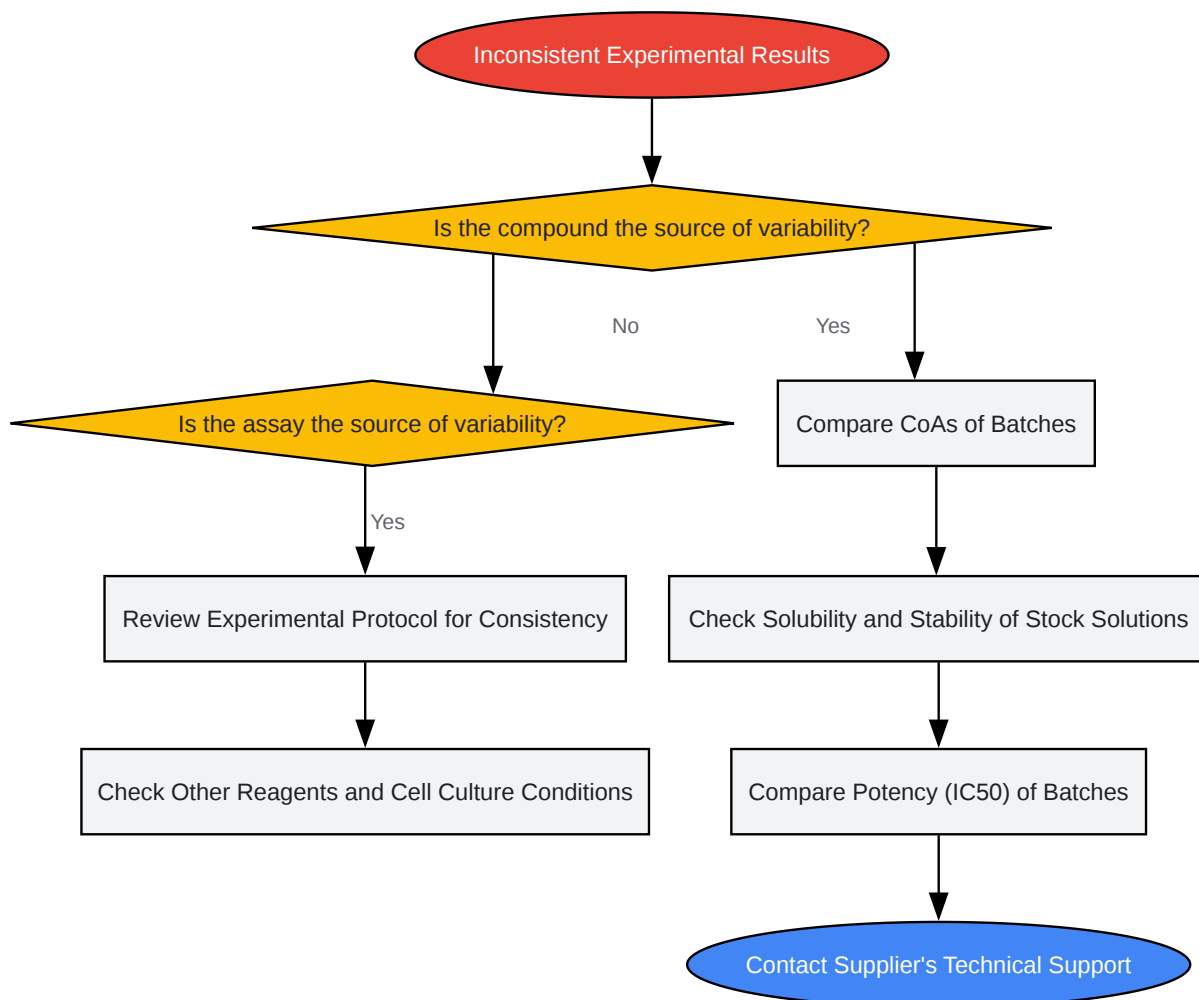 Inconsistent Experimental Results
Is the compound the source of variability?
No
Yes
Is the assay the source of variability?
Compare CoAs of Batches
Yes
Review Experimental Protocol for Consistency
Check Solubility and Stability of Stock Solutions
Check Other Reagents and Cell Culture Conditions
Compare Potency (IC50) of Batches
Contact Supplier's Technical Support